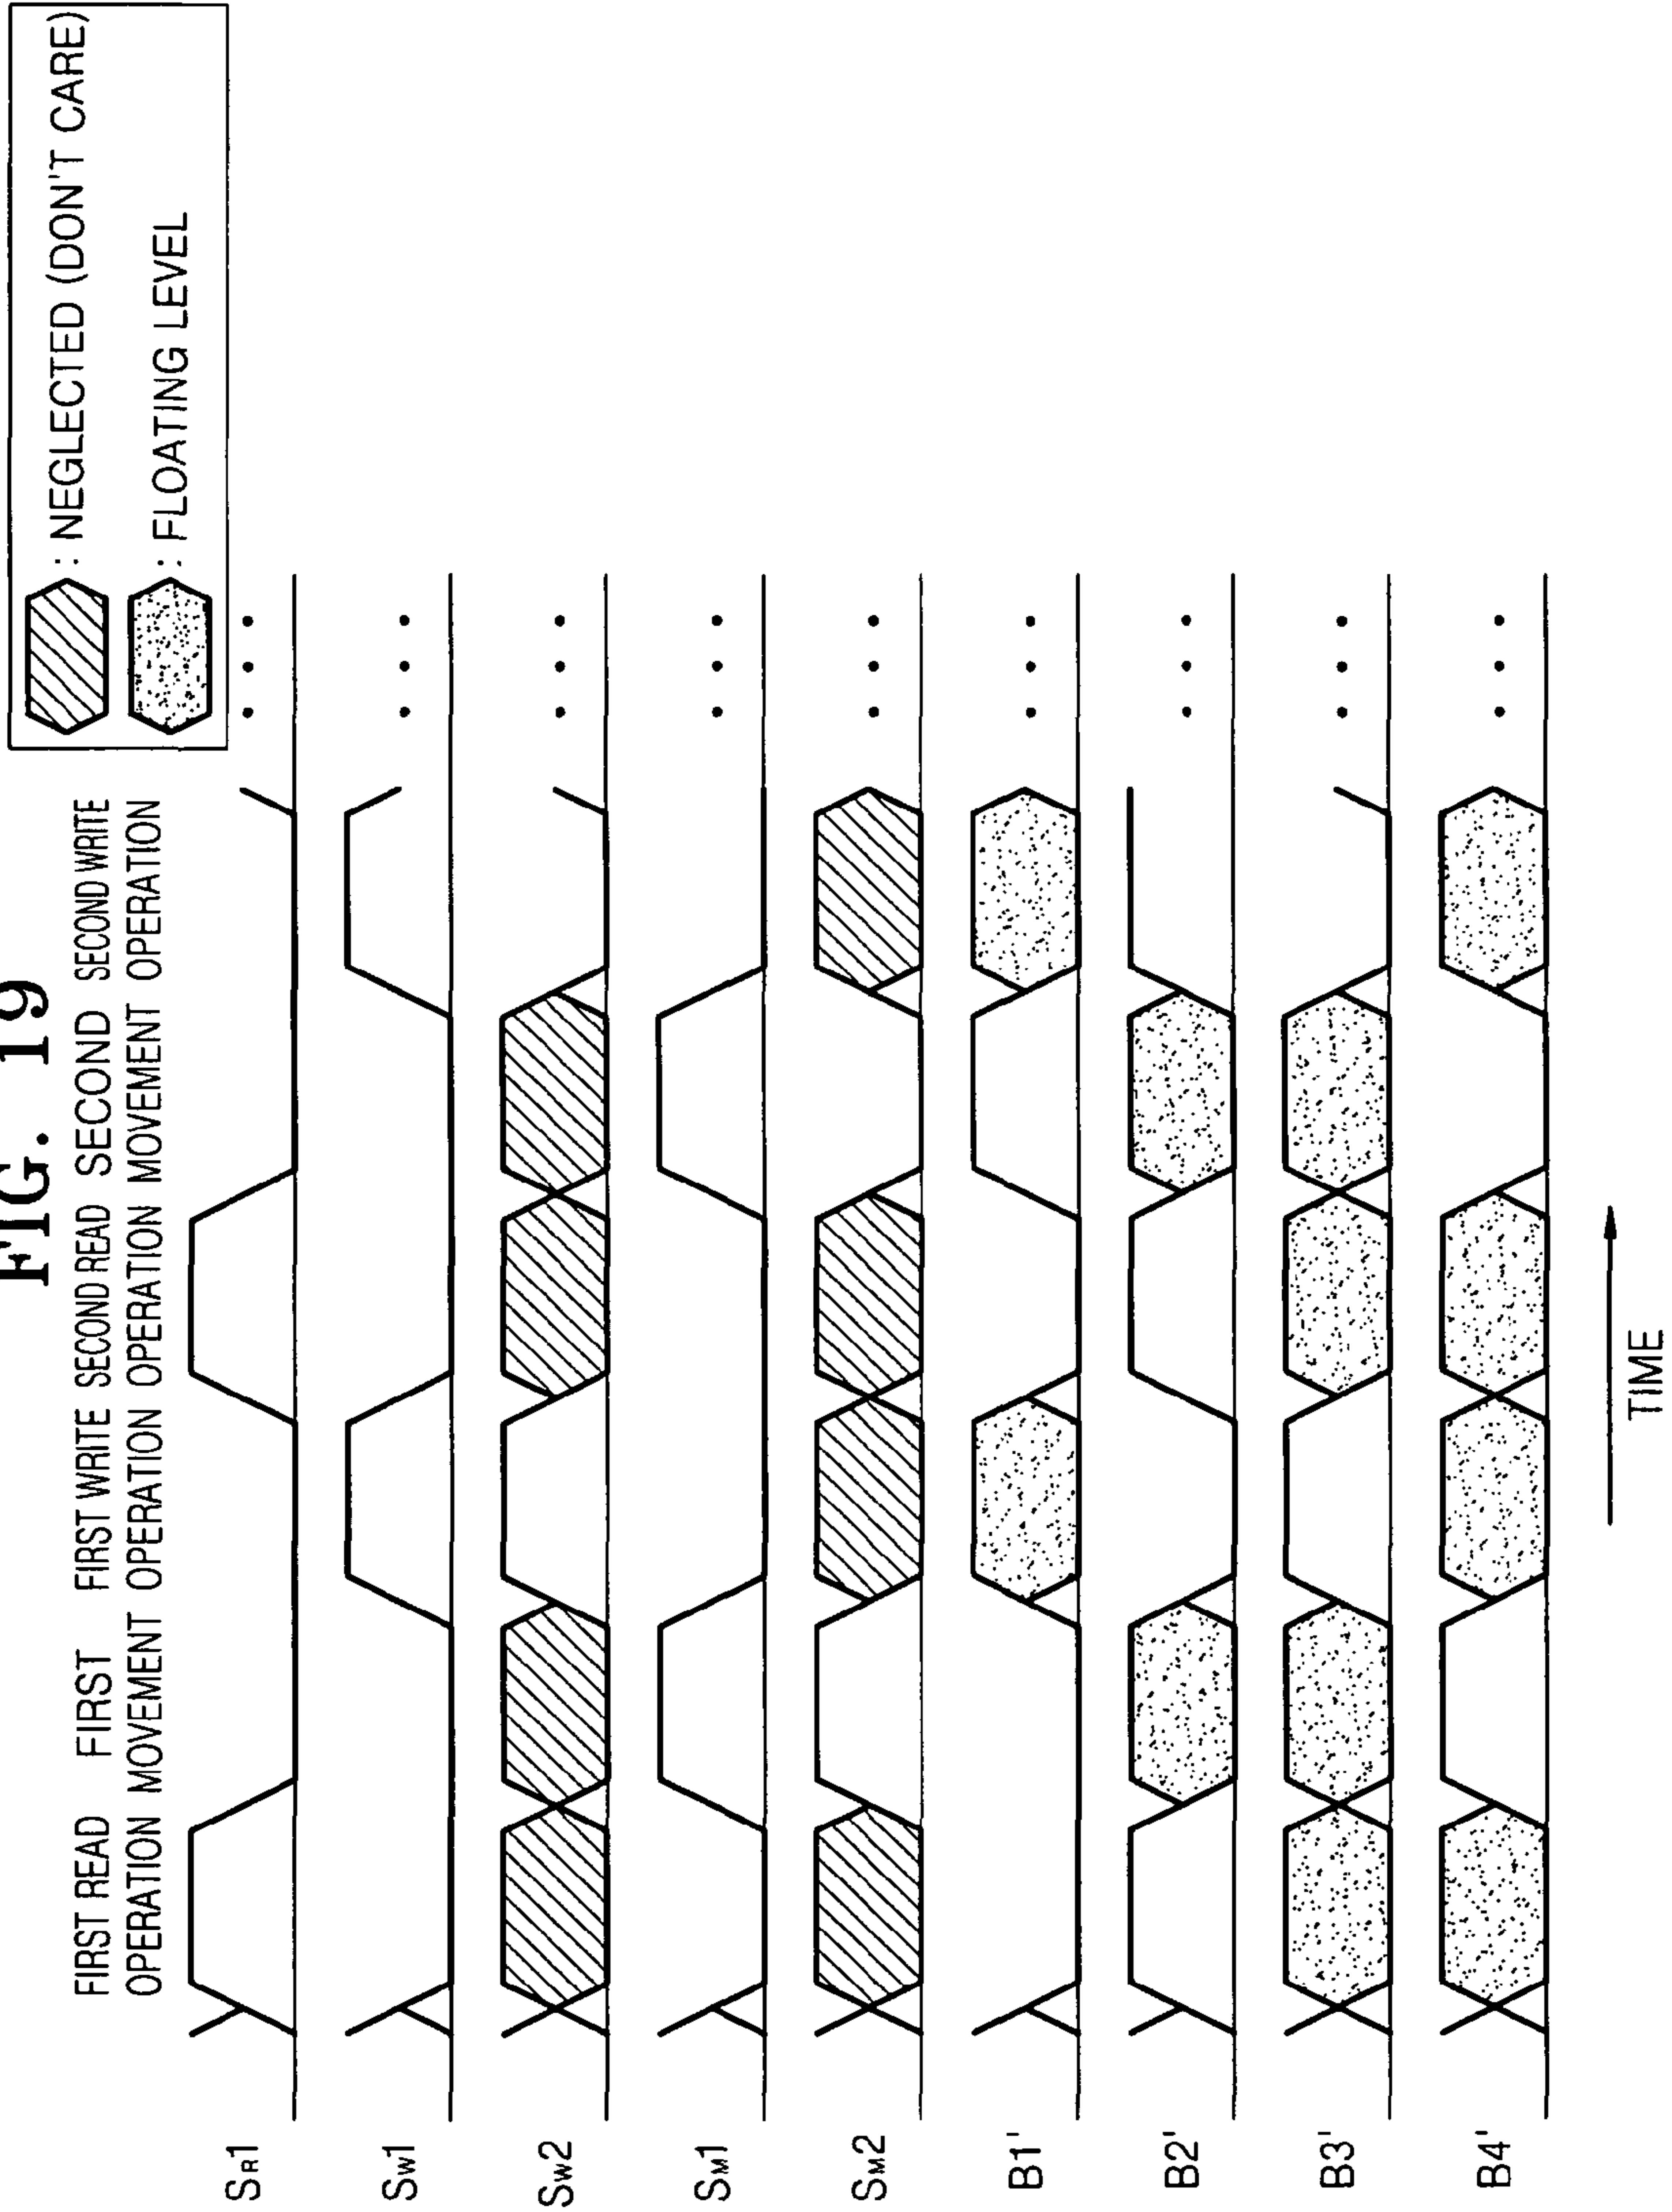 FIG. 19
: NEGLECTED (DON'T CARE)
: FLOATING LEVEL
FIRST READ OPERATION
FIRST MOVEMENT
FIRST WRITE OPERATION
SECOND READ OPERATION
SECOND MOVEMENT
SECOND WRITE OPERATION
SR1
SW1
SW2
SM1
SM2
B1'
B2'
B3'
B4'
TIME